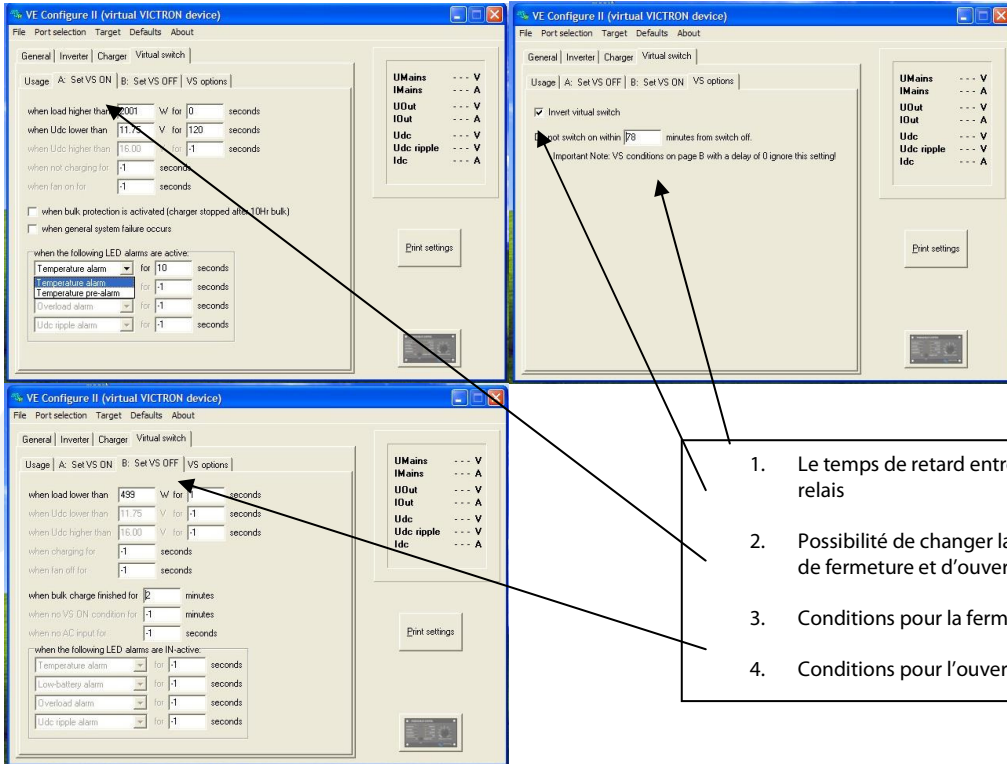 VE Configure II (virtual VICTRON device)
File Port selection Target Defaults About
General Inverter Charger Virtual switch
Usage A: Set VS ON B: Set VS OFF VS options
when load higher than 2001 W for 0 seconds
when Udc lower than 11.75 V for 120 seconds
when Udc higher than 16.00 V for -1 seconds
when not charging for -1 seconds
when fan on for -1 seconds
when bulk protection is activated (charger stopped after 10Hr bulk)
when general system failure occurs
when the following LED alarms are active:
Temperature alarm for 10 seconds
Temperature alarm for -1 seconds
Temperature pre-alarm
Overload alarm for -1 seconds
Udc ripple alarm for -1 seconds
UMains --- V
IMains --- A
UOut --- V
IOut --- A
Udc --- V
Udc ripple --- V
Idc --- A
Print settings
VE Configure II (virtual VICTRON device)
File Port selection Target Defaults About
General Inverter Charger Virtual switch
Usage A: Set VS OFF B: Set VS ON VS options
Invert virtual switch
not switch on within 78 minutes from switch off.
Important Note: VS conditions on page B with a delay of 0 ignore this setting!
UMains --- V
IMains --- A
UOut --- V
IOut --- A
Udc --- V
Udc ripple --- V
Idc --- A
Print settings
VE Configure II (virtual VICTRON device)
File Port selection Target Defaults About
General Inverter Charger Virtual switch
Usage A: Set VS ON B: Set VS OFF VS options
when load lower than 499 W for 1 seconds
when Udc lower than 11.75 V for -1 seconds
when Udc higher than 16.00 V for -1 seconds
when charging for -1 seconds
when fan off for -1 seconds
when bulk charge finished for 2 minutes
when no VS ON condition for -1 minutes
when no AC input for -1 seconds
when the following LED alarms are IN-active:
Temperature alarm for -1 seconds
Low-battery alarm for -1 seconds
Overload alarm for -1 seconds
Udc ripple alarm for -1 seconds
UMains --- V
IMains --- A
UOut --- V
IOut --- A
Udc --- V
Udc ripple --- V
Idc --- A
Print settings
1. Le temps de retard entre
relais
2. Possibilité de changer la
de fermeture et d’ouver
3. Conditions pour la ferm
4. Conditions pour l’ouver